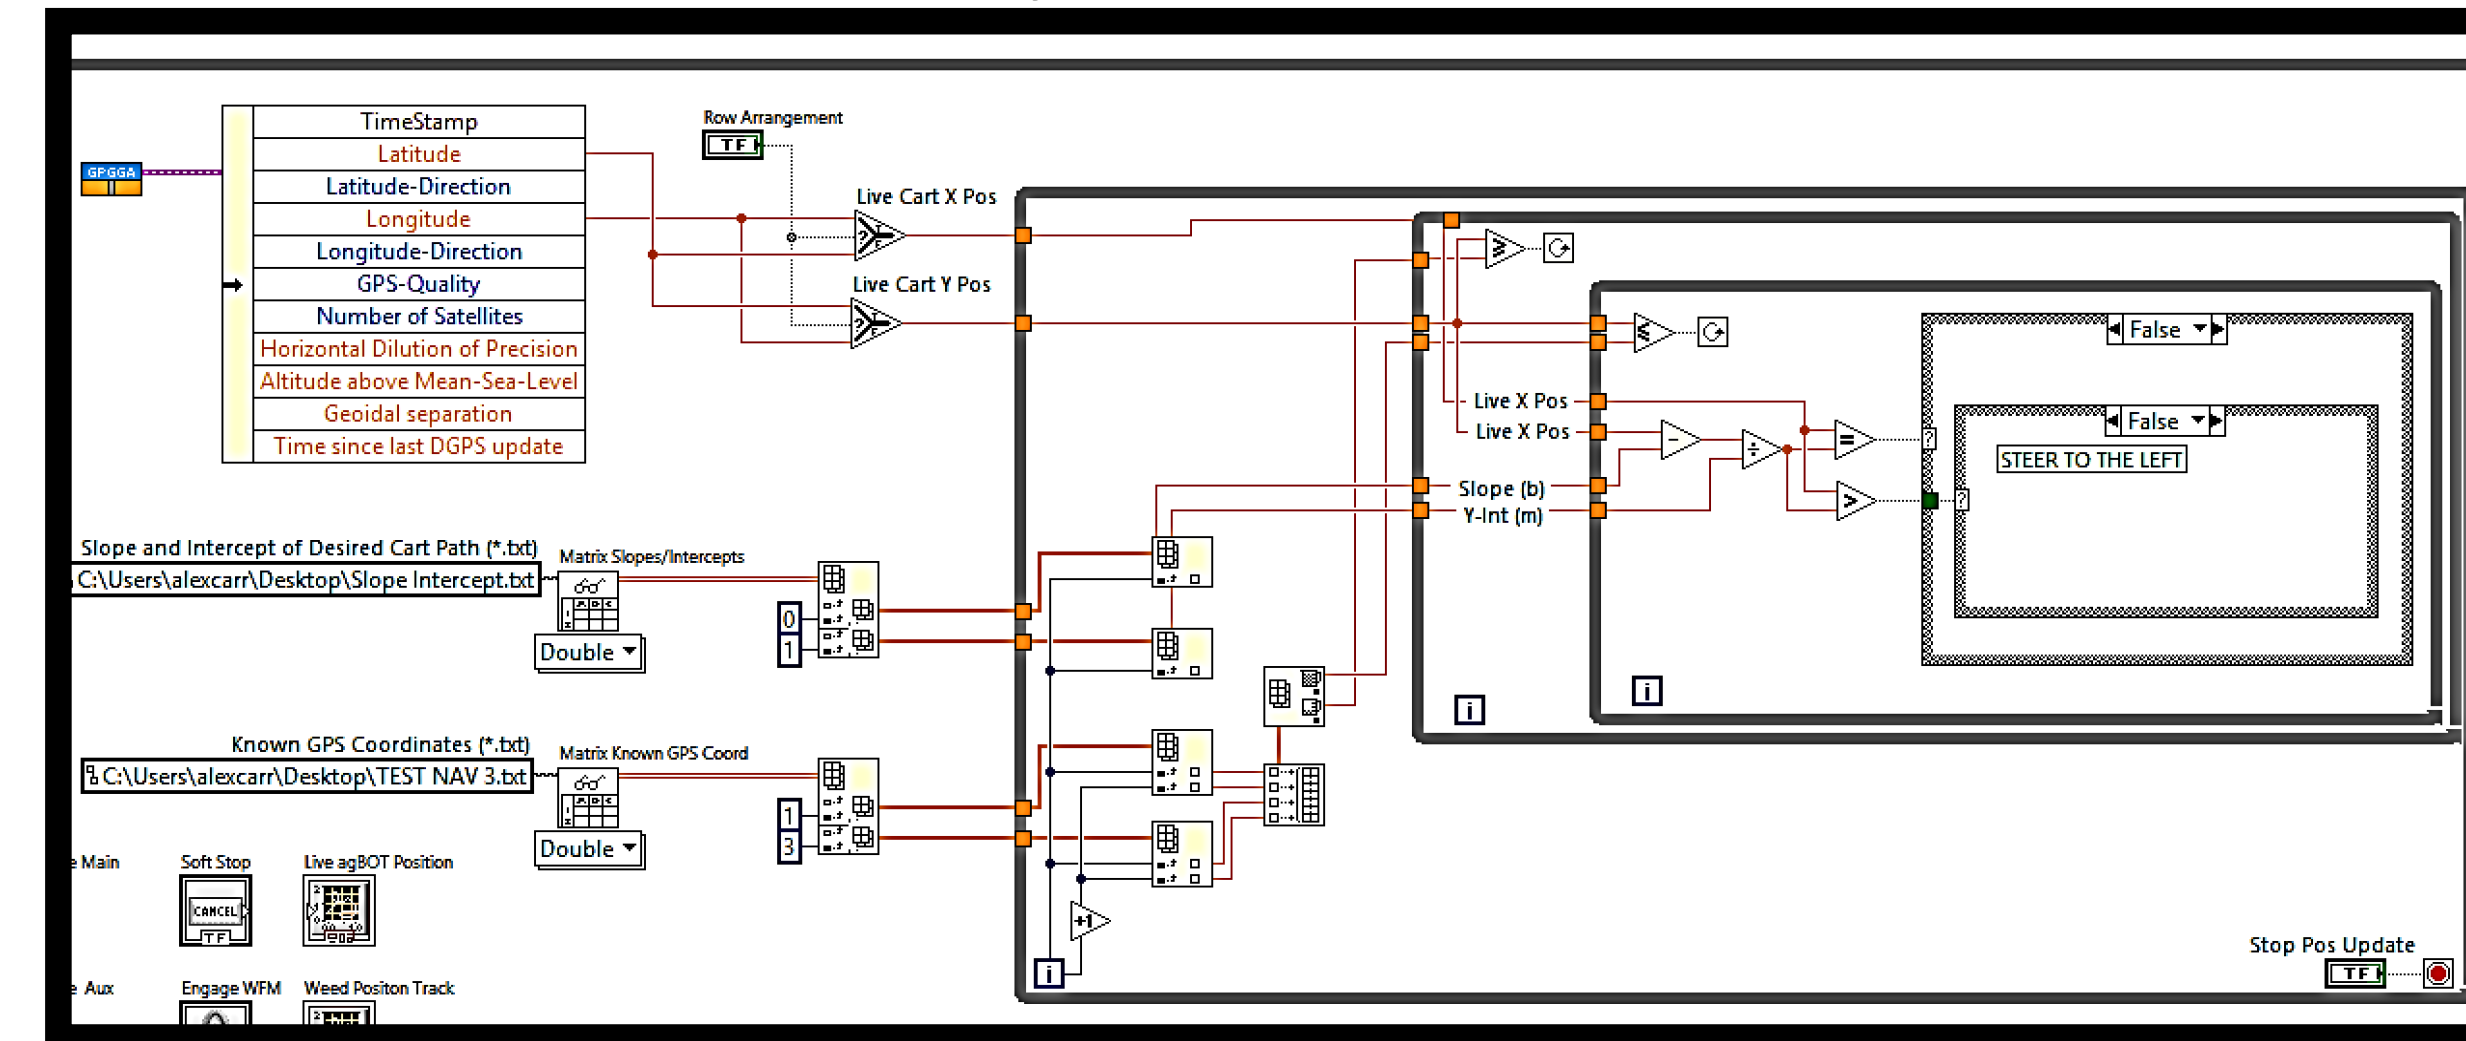 TimeStamp
Latitude
Latitude-Direction
Longitude
Longitude-Direction
GPS-Quality
Number of Satellites
Horizontal Dilution of Precision
Altitude above Mean-Sea-Level
Geoidal separation
Time since last DGPS update
GPGGA
Row Arrangement
TF
Live Cart X Pos
? T F
Live Cart Y Pos
? T F
≥
≤
Live X Pos
Live X Pos
-
÷
=
>
Slope (b)
Y-Int (m)
False
False
?
?
STEER TO THE LEFT
i
i
Slope and Intercept of Desired Cart Path (*.txt)
C:\Users\alexcarr\Desktop\Slope Intercept.txt
Matrix Slopes/Intercepts
Double
0
1
Known GPS Coordinates (*.txt)
C:\Users\alexcarr\Desktop\TEST NAV 3.txt
Matrix Known GPS Coord
Double
1
3
+1
i
e Main
Soft Stop
CANCEL
TF
Live agBOT Position
e Aux
Engage WFM
Weed Positon Track
Stop Pos Update
TF